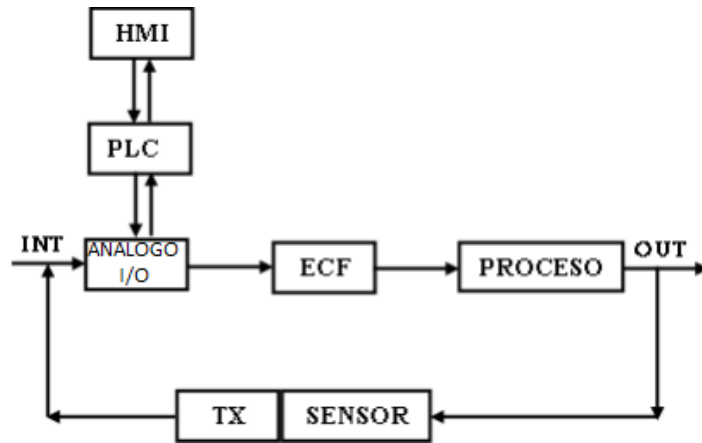 HMI
PLC
INT
ANALOGO
I/O
ECF
PROCESO
OUT
TX
SENSOR